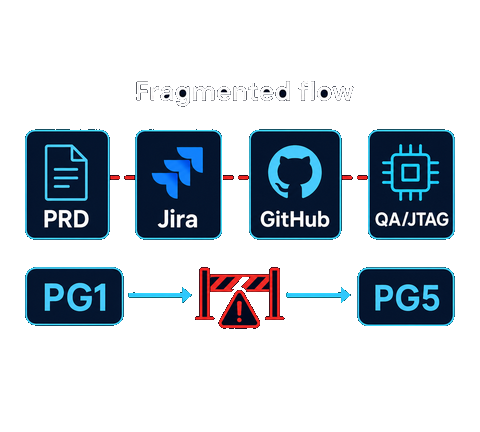 Fragmented flow
PRD
Jira
GitHub
QA/JTAG
PG1
PG5